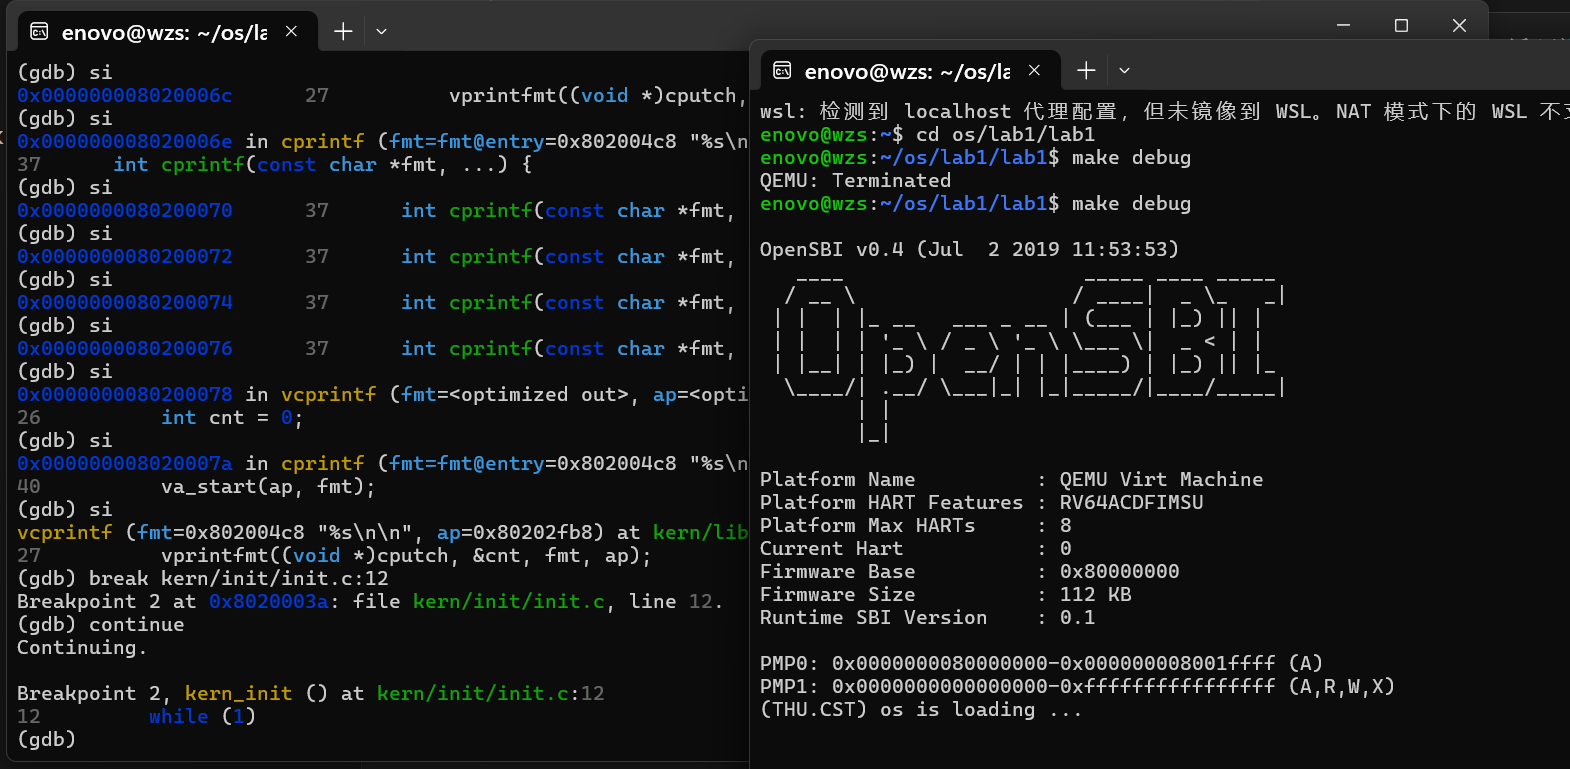 enovo@wzs: ~/os/la
(gdb) si
0x000000008020006c      27          vprintfmt((void *)cputch,
(gdb) si
0x000000008020006e in cprintf (fmt=fmt@entry=0x802004c8 "%s\n
37      int cprintf(const char *fmt, ...) {
(gdb) si
0x0000000080200070      37      int cprintf(const char *fmt,
(gdb) si
0x0000000080200072      37      int cprintf(const char *fmt,
(gdb) si
0x0000000080200074      37      int cprintf(const char *fmt,
(gdb) si
0x0000000080200076      37      int cprintf(const char *fmt,
(gdb) si
0x0000000080200078 in vcprintf (fmt=<optimized out>, ap=<opti
26          int cnt = 0;
(gdb) si
0x000000008020007a in cprintf (fmt=fmt@entry=0x802004c8 "%s\n
40          va_start(ap, fmt);
(gdb) si
vcprintf (fmt=0x802004c8 "%s\n\n", ap=0x80202fb8) at kern/lib
27          vprintfmt((void *)cputch, &cnt, fmt, ap);
(gdb) break kern/init/init.c:12
Breakpoint 2 at 0x8020003a: file kern/init/init.c, line 12.
(gdb) continue
Continuing.

Breakpoint 2, kern_init () at kern/init/init.c:12
12         while (1)
(gdb)
enovo@wzs: ~/os/la
wsl: 检测到 localhost 代理配置，但未镜像到 WSL。NAT 模式下的 WSL 不
enovo@wzs:~$ cd os/lab1/lab1
enovo@wzs:~/os/lab1/lab1$ make debug
QEMU: Terminated
enovo@wzs:~/os/lab1/lab1$ make debug

OpenSBI v0.4 (Jul  2 2019 11:53:53)
OpenSBI

Platform Name          : QEMU Virt Machine
Platform HART Features : RV64ACDFIMSU
Platform Max HARTs     : 8
Current Hart           : 0
Firmware Base          : 0x80000000
Firmware Size          : 112 KB
Runtime SBI Version    : 0.1

PMP0: 0x0000000080000000-0x000000008001ffff (A)
PMP1: 0x0000000000000000-0xffffffffffffffff (A,R,W,X)
(THU.CST) os is loading ...